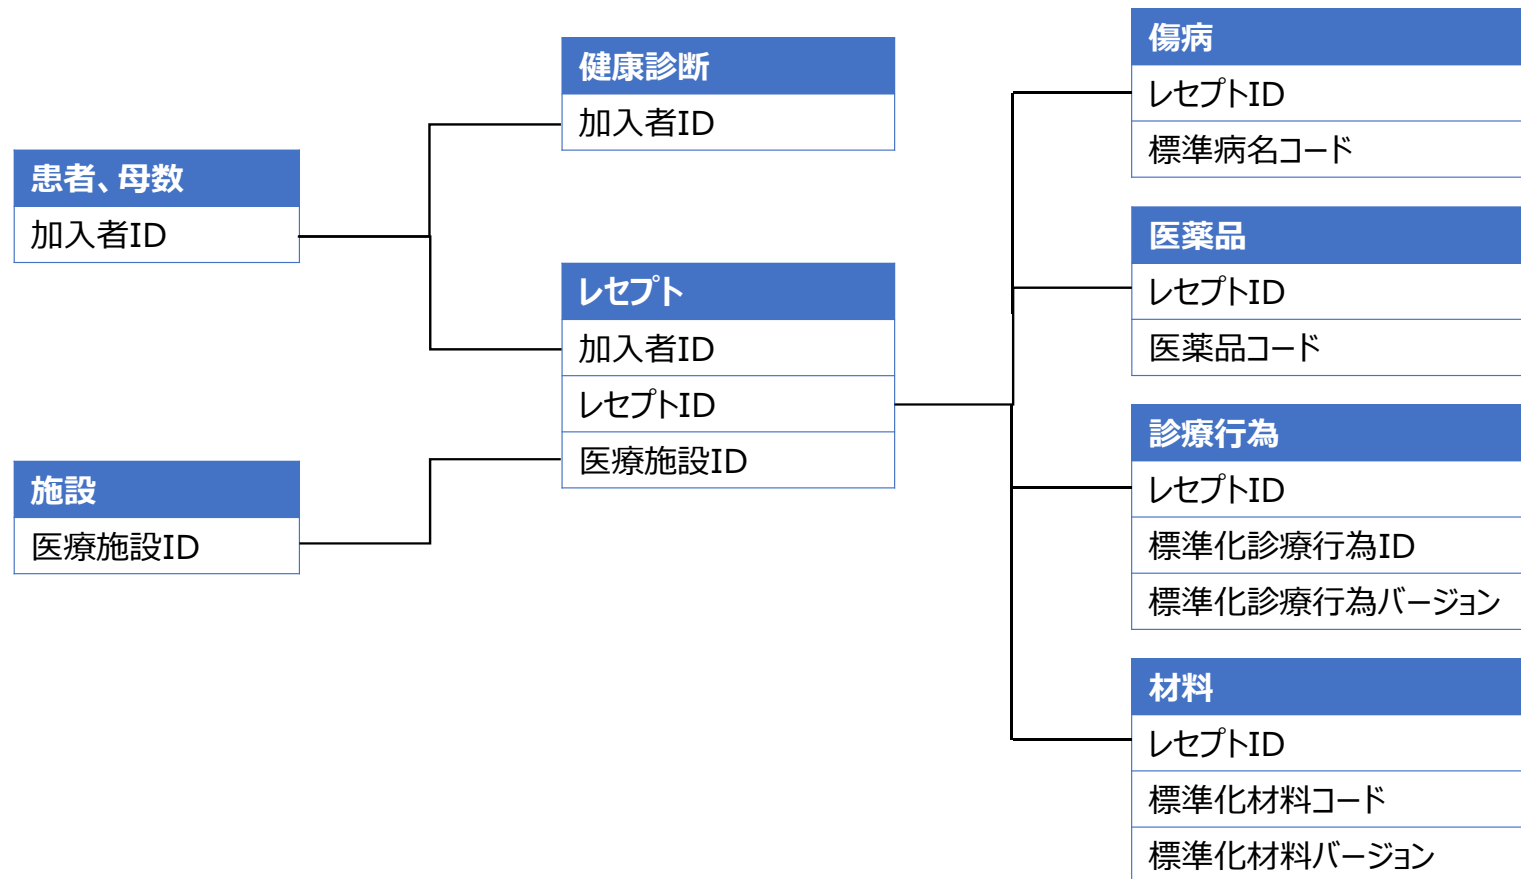 患者、母数
加入者ID
施設
医療施設ID
健康診断
加入者ID
レセプト
加入者ID
レセプトID
医療施設ID
傷病
レセプトID
標準病名コード
医薬品
レセプトID
医薬品コード
診療行為
レセプトID
標準化診療行為ID
標準化診療行為バージョン
材料
レセプトID
標準化材料コード
標準化材料バージョン